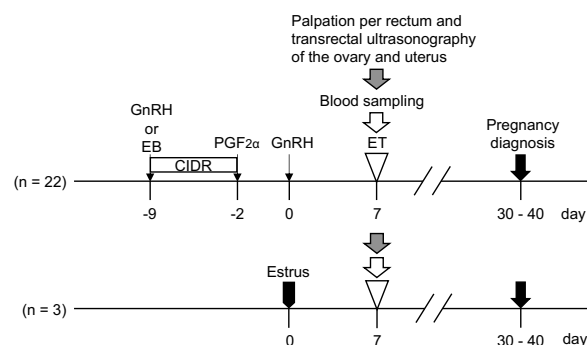 Palpation per rectum and
transrectal ultrasonography
of the ovary and uterus
Blood sampling
GnRH
or
EB
CIDR
PGF2α
GnRH
ET
Pregnancy
diagnosis
(n = 22)
-9
-2
0
7
30 - 40
day
Estrus
(n = 3)
0
7
30 - 40